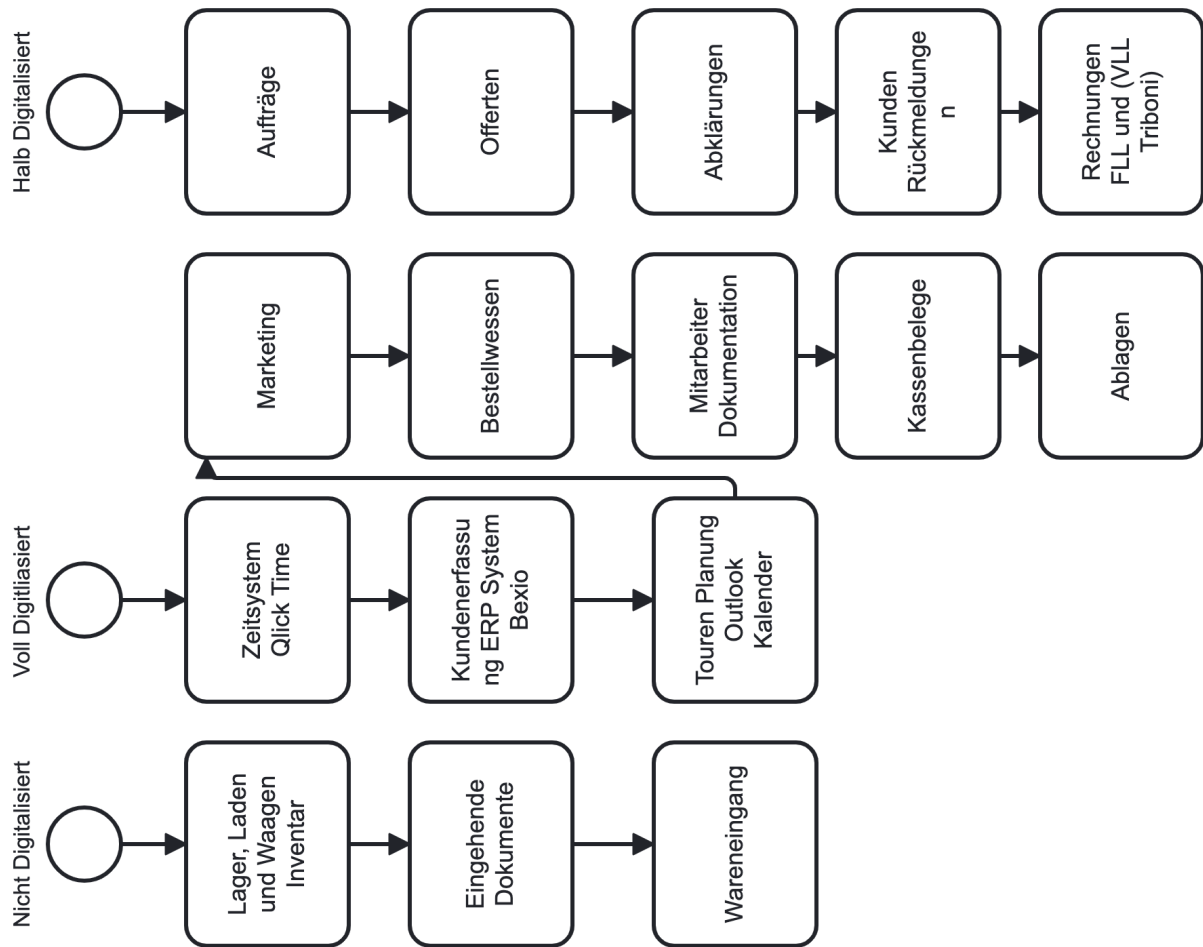 Halb Digitalisiert
Aufträge
Offerten
Abklärungen
Kunden
Rückmeldunge
n
Rechnungen
FLL und (VLL
Triboni)
Marketing
Bestellwessen
Mitarbeiter
Dokumentation
Kassenbelege
Ablagen
Voll Digitliasiert
Zeitsystem
Qlick Time
Kundenerfassu
ng ERP System
Bexio
Touren Planung
Outlook
Kalender
Nicht Digitalisiert
Lager, Laden
und Waagen
Inventar
Eingehende
Dokumente
Wareneingang